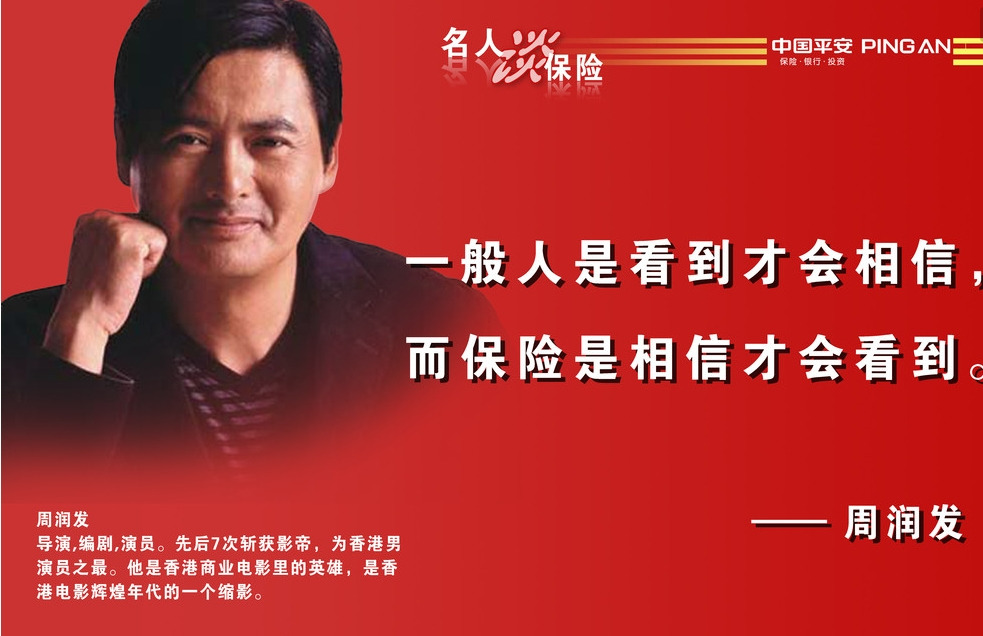 名人谈保险
中国平安 PING AN
保险·银行·投资
一般人是看到才会相信，
而保险是相信才会看到。
—— 周润发
周润发
导演,编剧,演员。先后7次斩获影帝，为香港男
演员之最。他是香港商业电影里的英雄，是香
港电影辉煌年代的一个缩影。